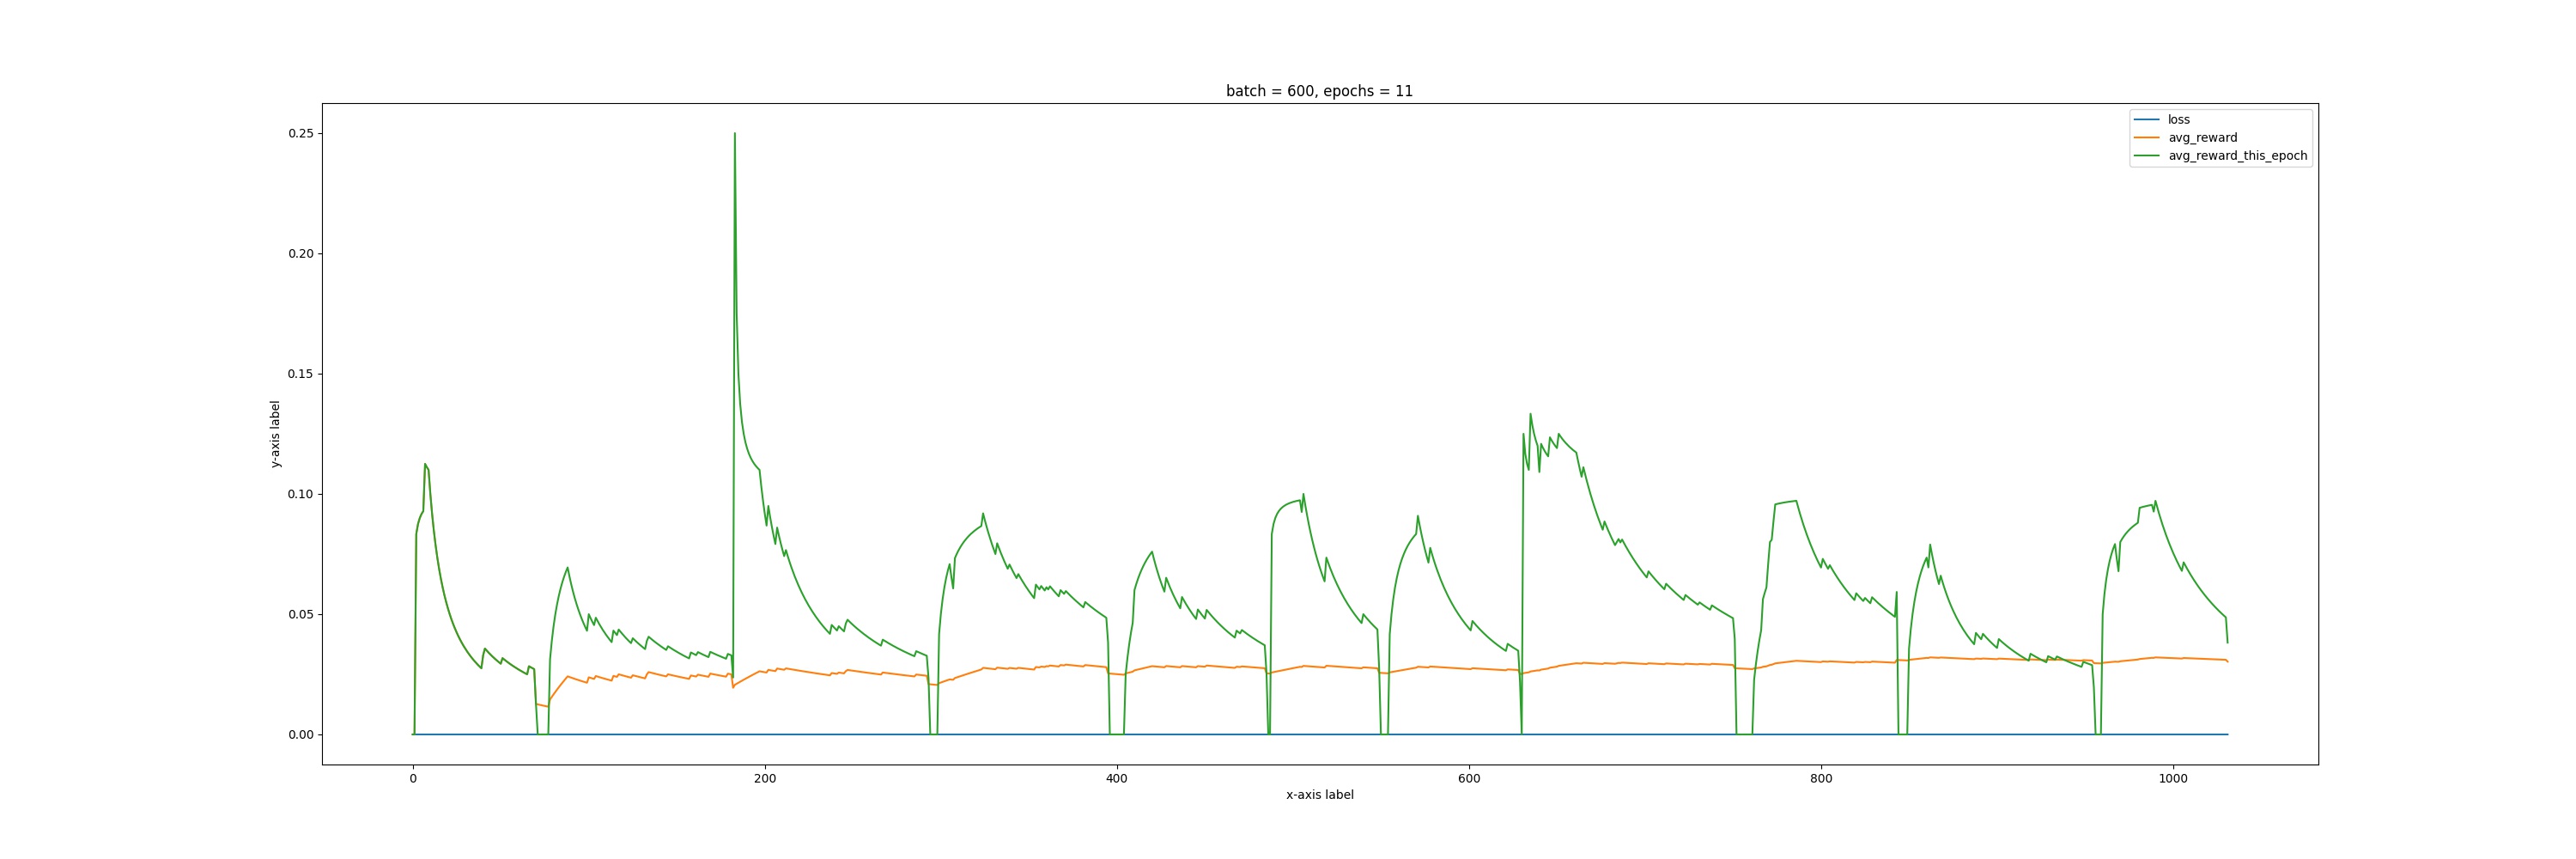 batch = 600, epochs = 11
loss
avg_reward
avg_reward_this_epoch
y-axis label
0.25
0.20
0.15
0.10
0.05
0.00
0
200
400
600
800
1000
x-axis label